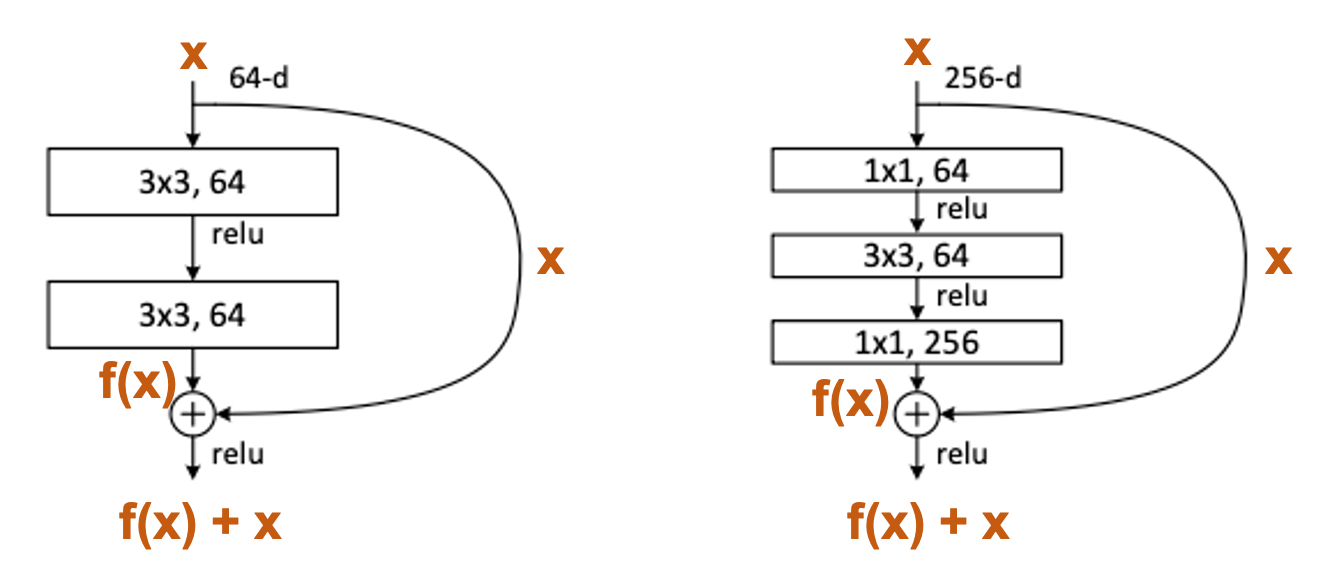 x
64-d
3x3, 64
relu
x
3x3, 64
f(x)
+
relu
f(x) + x
x
256-d
1x1, 64
relu
3x3, 64
relu
x
1x1, 256
f(x)
+
relu
f(x) + x